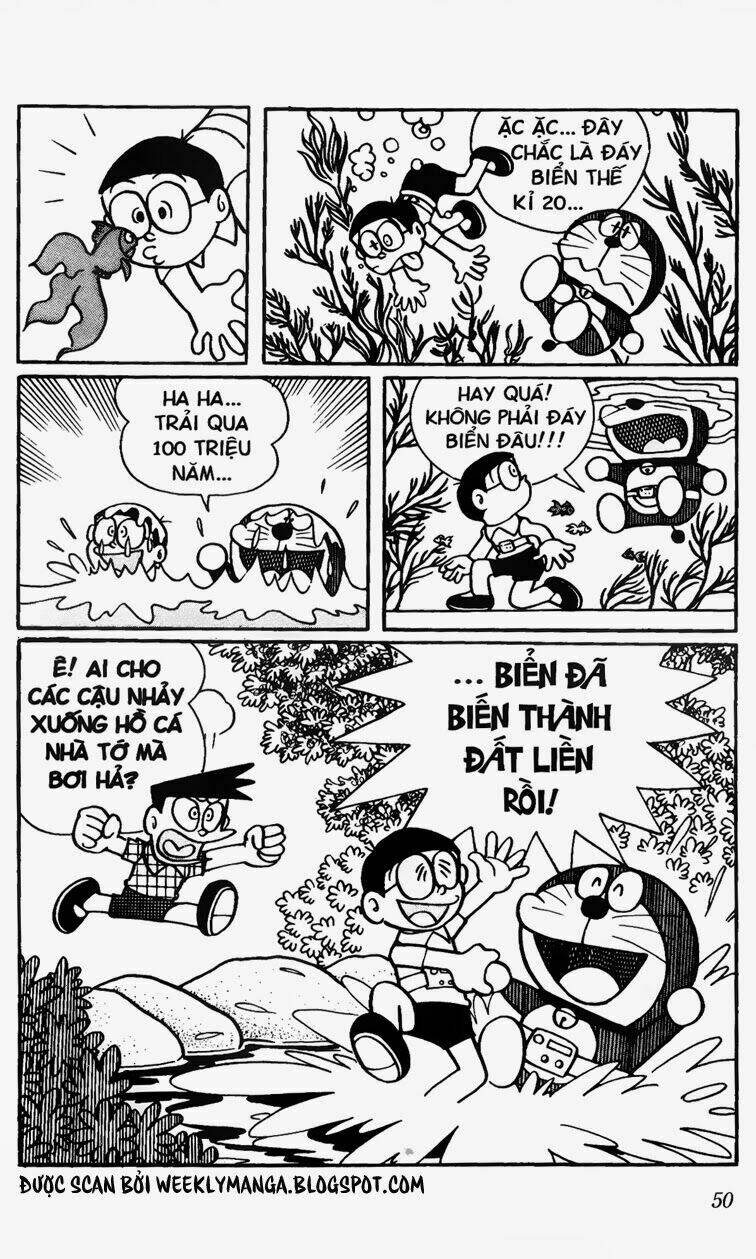 ẶC ẶC... ĐÂY
CHẮC LÀ ĐÁY
BIỂN THẾ
KỈ 20...
HA HA...
TRẢI QUA
100 TRIỆU
NĂM...
HAY QUÁ!
KHÔNG PHẢI ĐÁY
BIỂN ĐÂU!!!
Ê! AI CHO
CÁC CẬU NHẢY
XUỐNG HỒ CÁ
NHÀ TỚ MÀ
BƠI HẢ?
... BIỂN ĐÃ
BIẾN THÀNH
ĐẤT LIỀN
RỒI!
ĐƯỢC SCAN BỞI WEEKLYMANGA.BLOGSPOT.COM
50